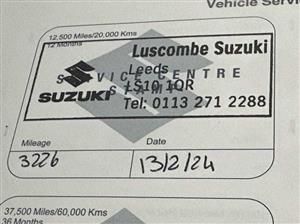 Vehicle Servi
12,500 Miles/20,000 Kms
12 Months
Luscombe Suzuki
Leeds
SERVICE CENTRE
LS10 1QR
STAMP
SUZUKI
Tel: 0113 271 2288
Mileage
3226
13/2/24
37,500 Miles/60,000 Kms
36 Months